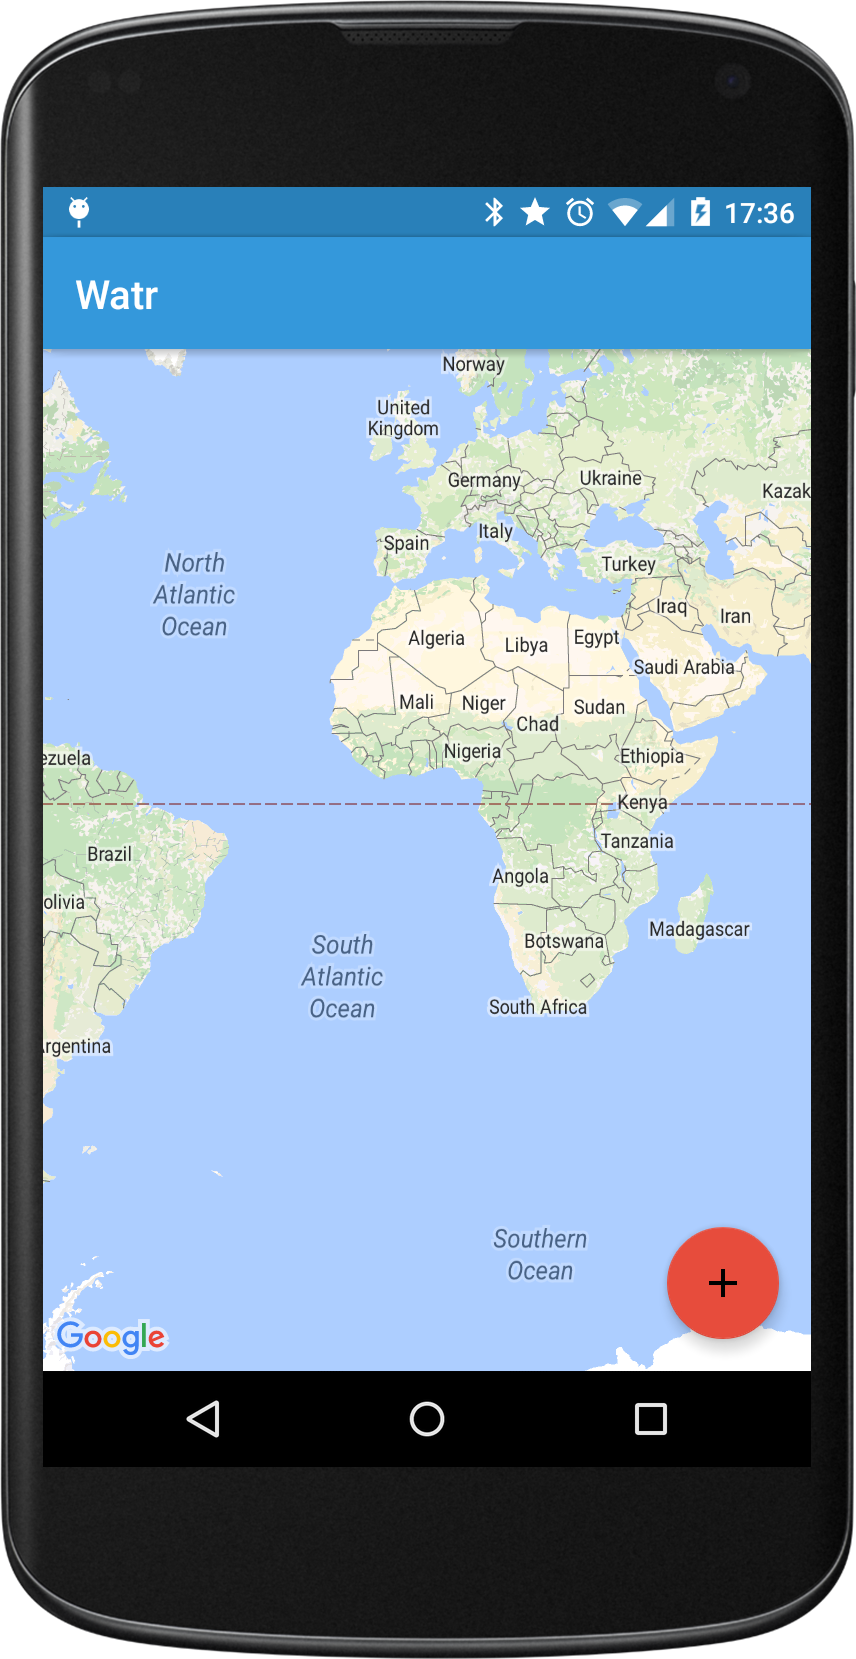 17:36
Watr
Norway
United
Kingdom
Germany
Ukraine
Kazak
Spain
Italy
Turkey
North
Atlantic
Ocean
Iraq
Iran
Algeria
Libya
Egypt
Saudi Arabia
Mali
Niger
Sudan
Chad
Nigeria
Ethiopia
ezuela
Kenya
Tanzania
Brazil
Angola
olivia
Madagascar
Botswana
South
Atlantic
Ocean
South Africa
rgentina
Southern
Ocean
+
Google